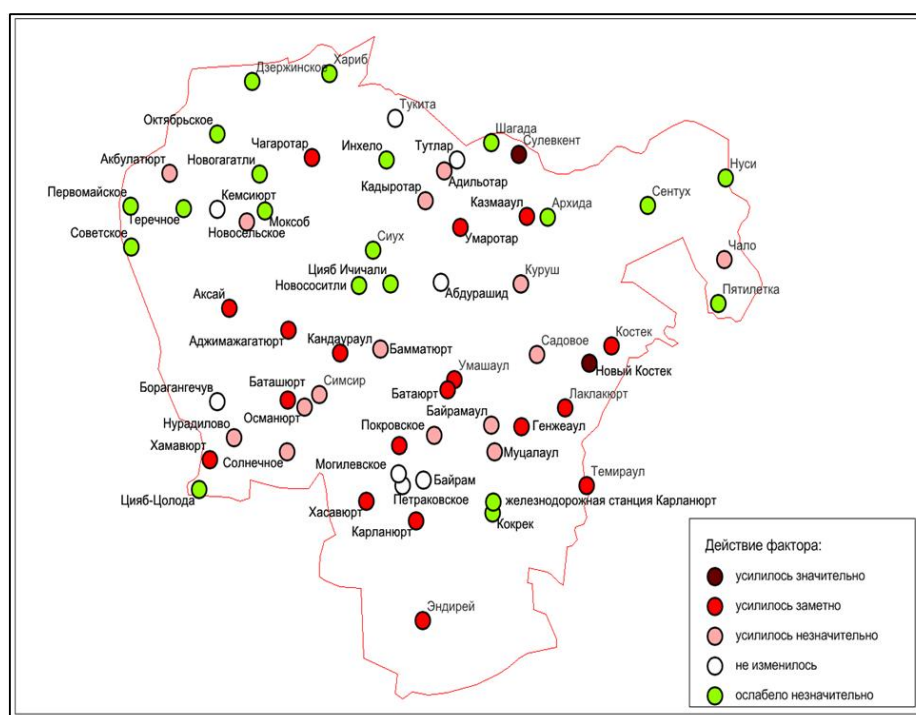 Хариб
Дзержинское
Тукита
Октябрьское
Шагада
Сулевкент
Чагаротар
Инхело
Тутлар
Акбулатюрт
Новогагатли
Адильотар
Нуси
Кадыротар
Первомайское
Кемсиюрт
Казмааул
Сентух
Теречное
Моксоб
Архида
Новосельское
Умаротар
Советское
Сиух
Чало
Цияб Ичичали
Куруш
Новососитли
Абдурашид
Пятилетка
Аксай
Аджимажагатюрт
Кандаураул
Бамматюрт
Садовое
Костек
Новый Костек
Умашаул
Борагангечув
Баташюрт
Симсир
Батаюрт
Лаклакюрт
Османюрт
Байрамаул
Нурадилово
Покровское
Генжеаул
Хамавюрт
Солнечное
Муцалаул
Могилевское
Темираул
Байрам
Цияб-Цолода
Петраковское
железнодорожная станция Карланюрт
Хасавюрт
Кокрек
Карланюрт
Эндирей
Действие фактора:
усилилось значительно
усилилось заметно
усилилось незначительно
не изменилось
ослабело незначительно